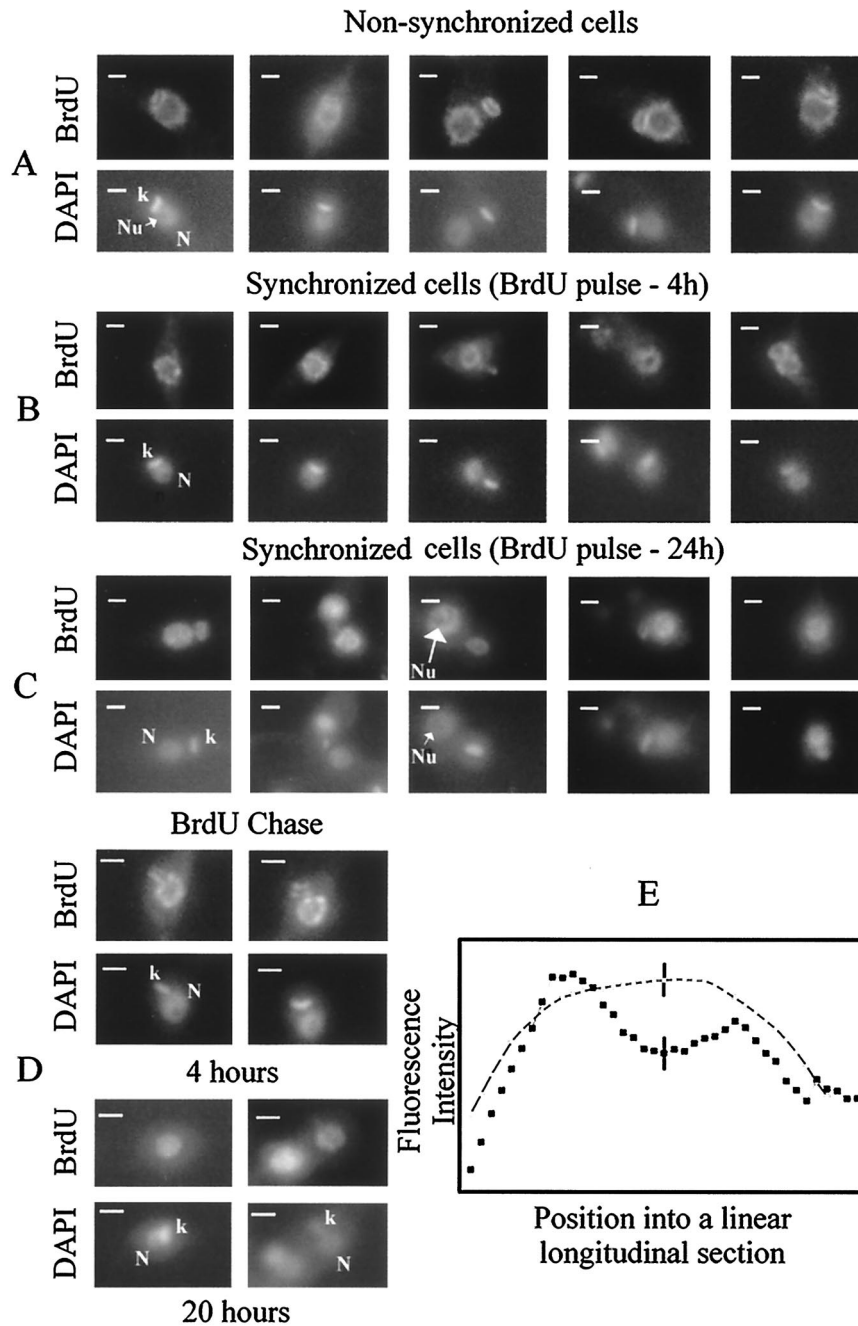 Non-synchronized cells
A
BrdU
DAPI
k
Nu
N
Synchronized cells (BrdU pulse - 4h)
B
BrdU
DAPI
k
N
Synchronized cells (BrdU pulse - 24h)
C
BrdU
Nu
DAPI
N
k
Nu
BrdU Chase
D
BrdU
DAPI
k
N
4 hours
BrdU
DAPI
N
k
k
N
20 hours
E
Fluorescence
Intensity
Position into a linear
longitudinal section